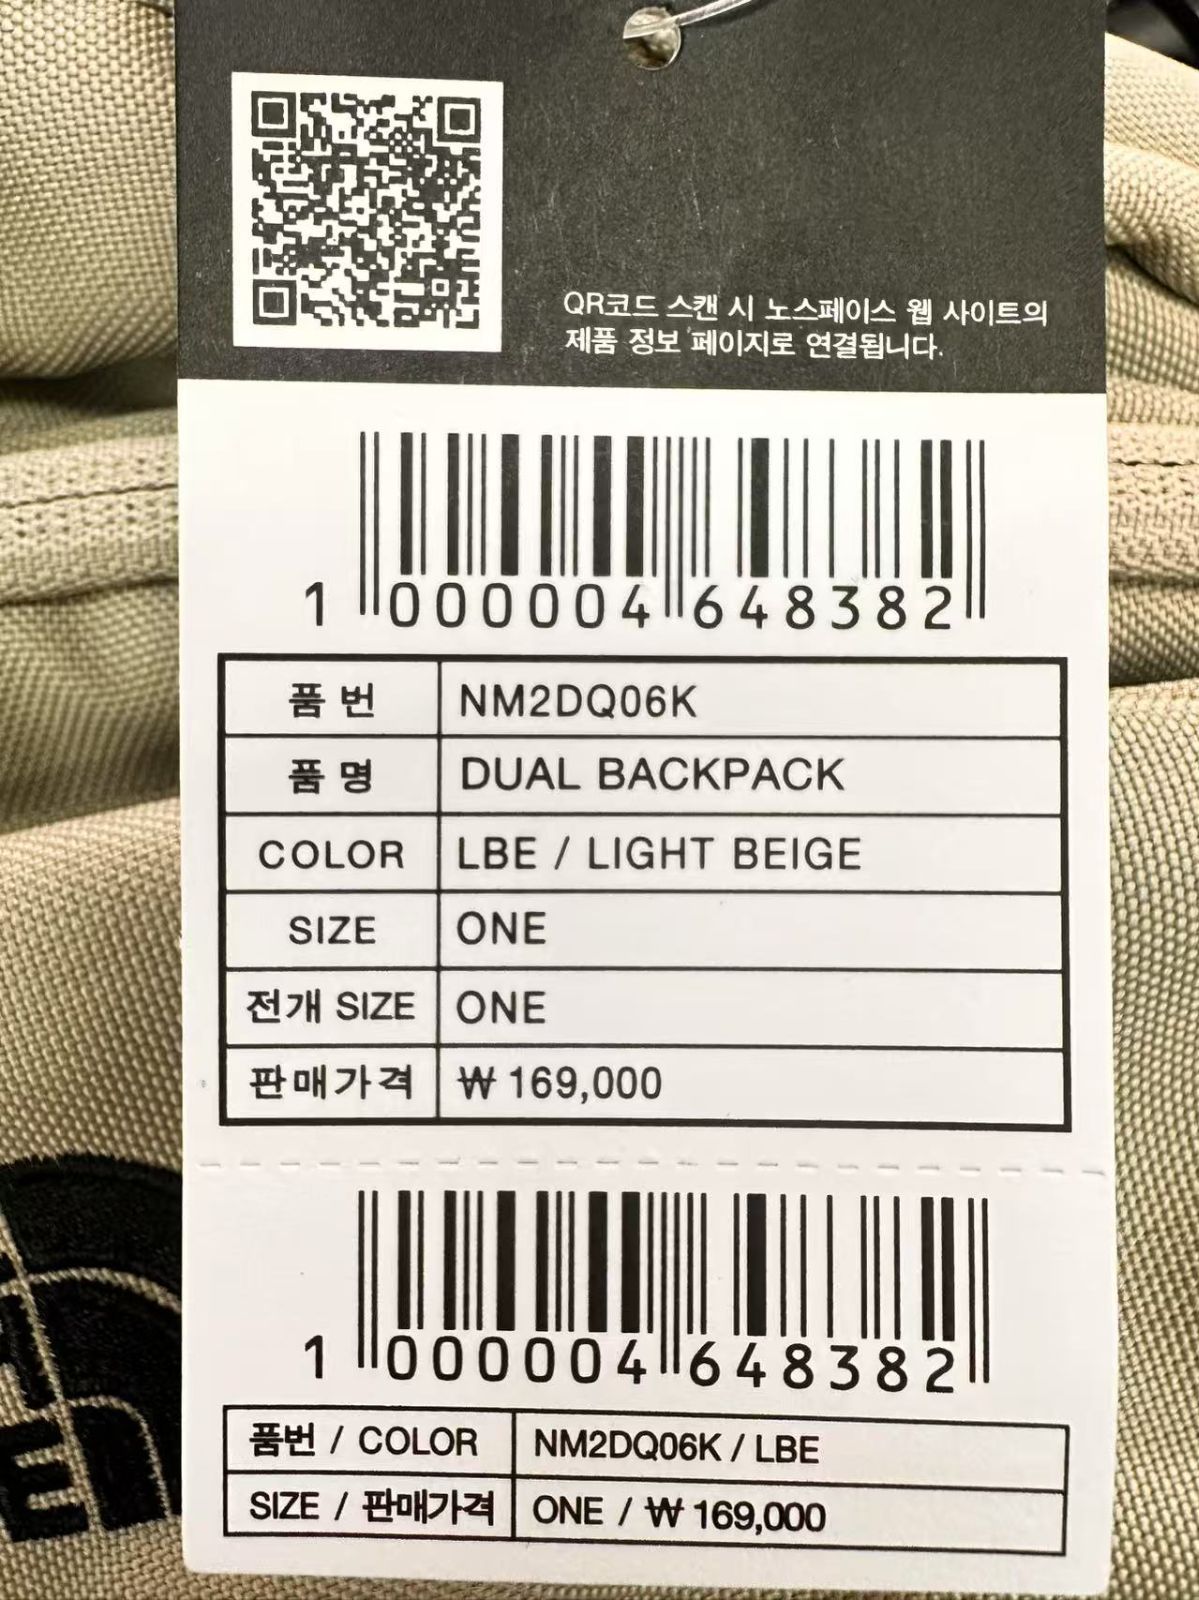 QR코드 스캔 시 노스페이스 웹 사이트의
제품 정보 페이지로 연결됩니다.
1 000004 648382
품 번 NM2DQ06K
품 명 DUAL BACKPACK
COLOR LBE / LIGHT BEIGE
SIZE ONE
전개 SIZE ONE
판매가격 ₩ 169,000
1 000004 648382
품번 / COLOR NM2DQ06K / LBE
SIZE / 판매가격 ONE / ₩ 169,000